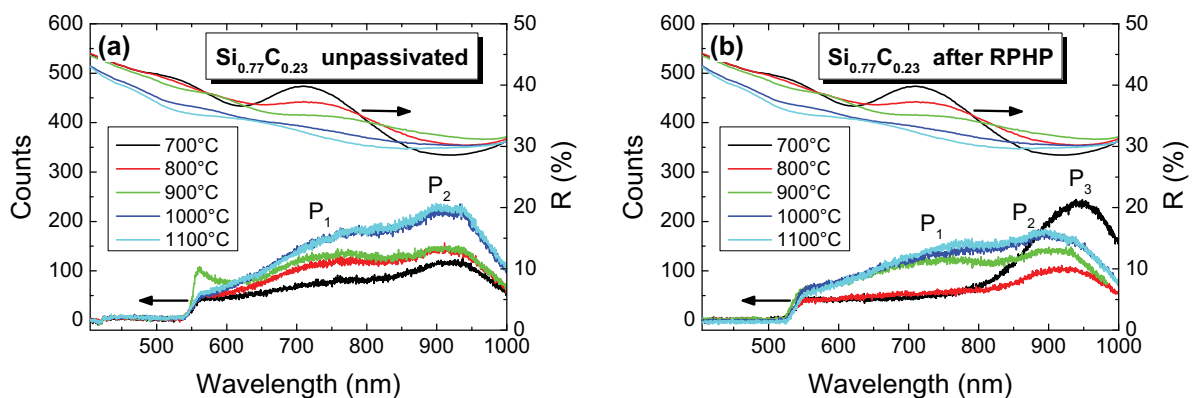 (a)
Si0.77C0.23 unpassivated
600
500
400
300
200
100
0
Counts
50
40
30
20
10
0
R (%)
700°C
800°C
900°C
1000°C
1100°C
P1
P2
500 600 700 800 900 1000
Wavelength (nm)
(b)
Si0.77C0.23 after RPHP
600
500
400
300
200
100
0
Counts
50
40
30
20
10
0
R (%)
700°C
800°C
900°C
1000°C
1100°C
P1
P2
P3
500 600 700 800 900 1000
Wavelength (nm)